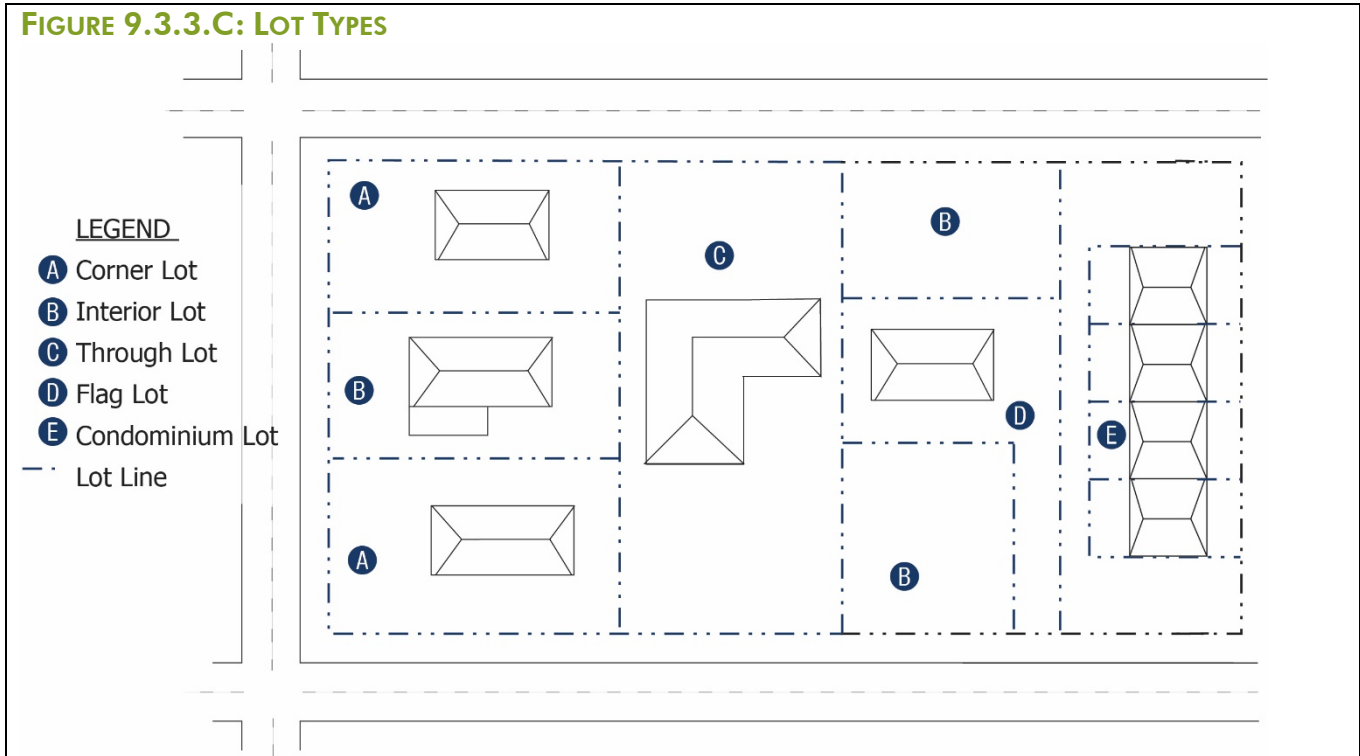 FIGURE 9.3.3.C: LOT TYPES
LEGEND
A Corner Lot
B Interior Lot
C Through Lot
D Flag Lot
E Condominium Lot
Lot Line
A
B
C
B
D
E
A
B